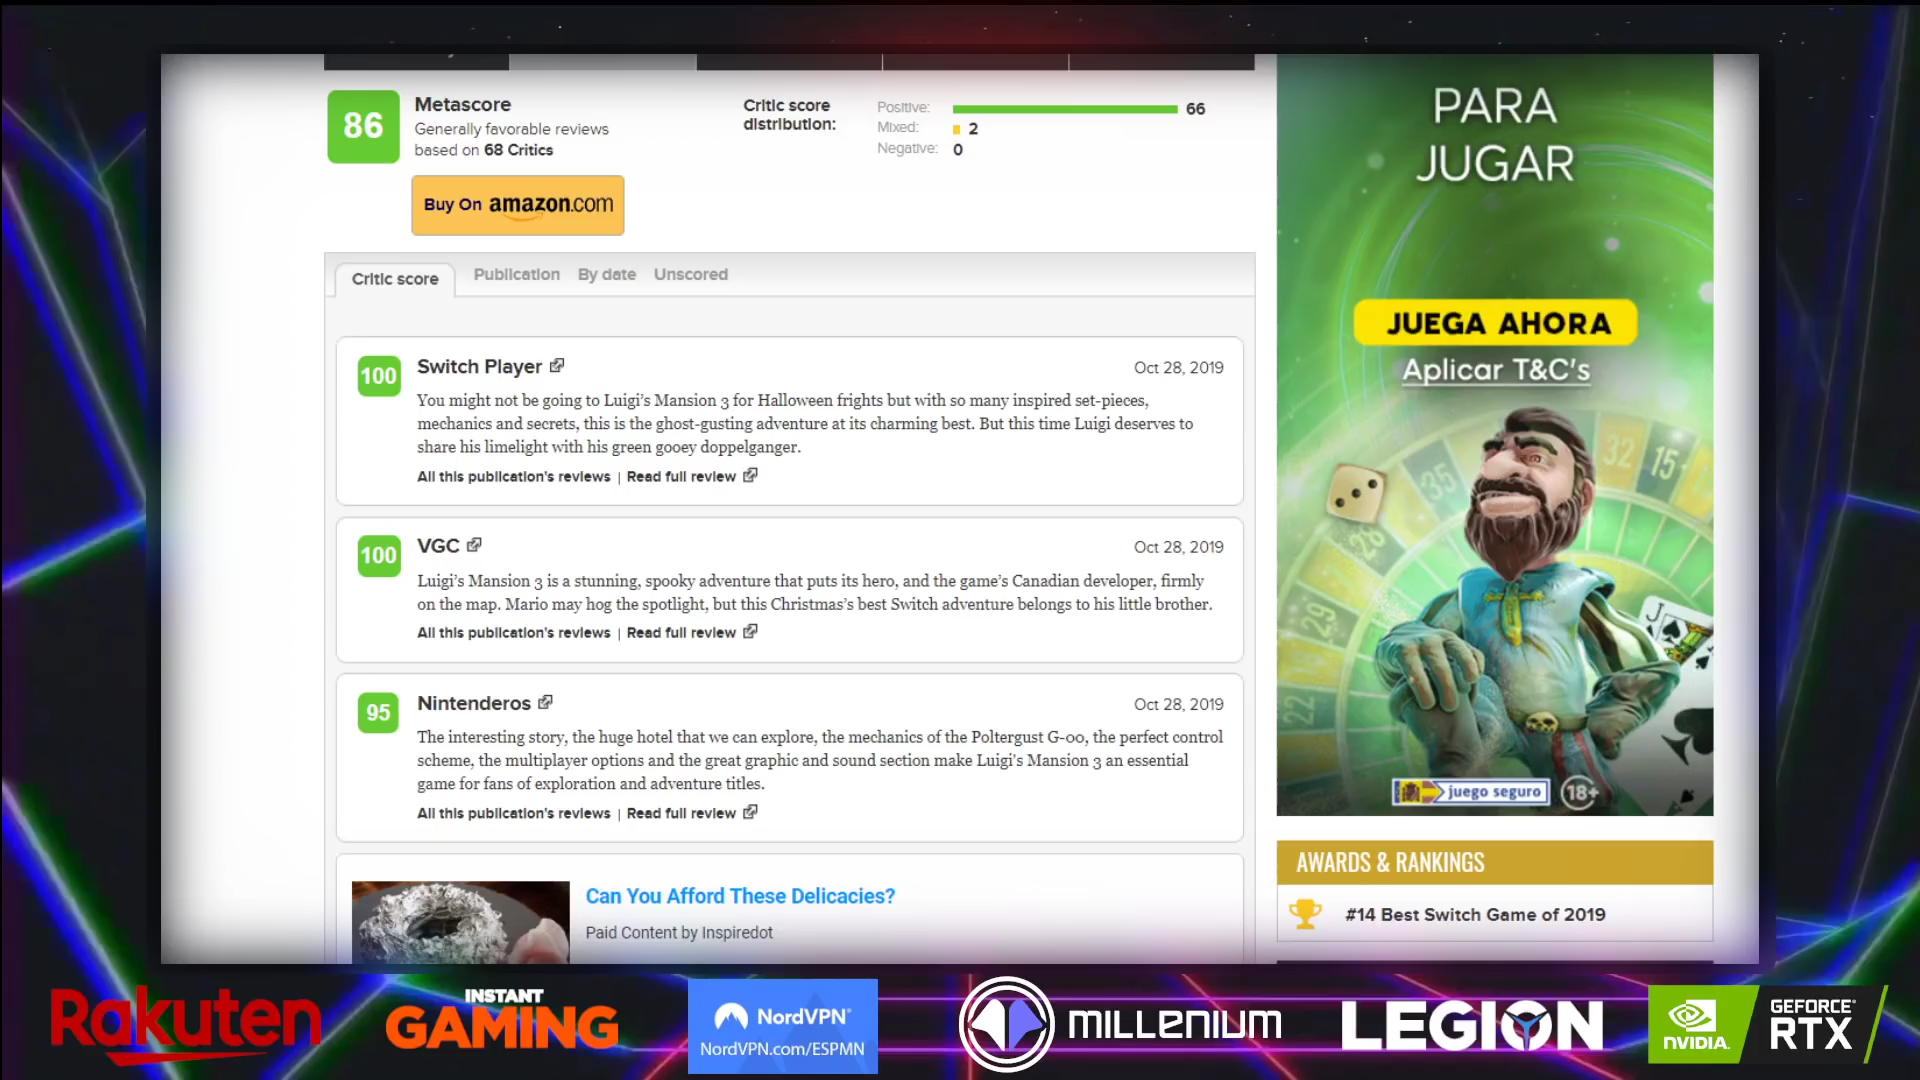 86
Metascore
Generally favorable reviews
based on 68 Critics
Critic score
distribution:
Positive: 66
Mixed: 2
Negative: 0
Buy On amazon.com
Critic score Publication By date Unscored
100
Switch Player
Oct 28, 2019
You might not be going to Luigi's Mansion 3 for Halloween frights but with so many inspired set-pieces,
mechanics and secrets, this is the ghost-gusting adventure at its charming best. But this time Luigi deserves to
share his limelight with his green gooey doppelganger.
All this publication's reviews | Read full review
100
VGC
Oct 28, 2019
Luigi's Mansion 3 is a stunning, spooky adventure that puts its hero, and the game's Canadian developer, firmly
on the map. Mario may hog the spotlight, but this Christmas's best Switch adventure belongs to his little brother.
All this publication's reviews | Read full review
95
Nintenderos
Oct 28, 2019
The interesting story, the huge hotel that we can explore, the mechanics of the Poltergust G-00, the perfect control
scheme, the multiplayer options and the great graphic and sound section make Luigi's Mansion 3 an essential
game for fans of exploration and adventure titles.
All this publication's reviews | Read full review
Can You Afford These Delicacies?
Paid Content by Inspiredot
PARA
JUGAR
JUEGA AHORA
Aplicar T&C's
32
15
35
28
29
22
J
juego seguro
18+
AWARDS & RANKINGS
#14 Best Switch Game of 2019
Rakuten
INSTANT
GAMING
NordVPN
NordVPN.com/ESPMN
MILLENIUM
LEGION
NVIDIA.
GEFORCE
RTX